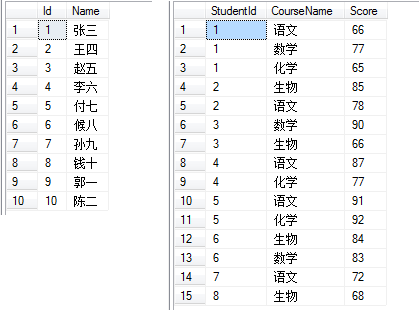 Id Name
1 1 张三
2 2 王四
3 3 赵五
4 4 李六
5 5 付七
6 6 候八
7 7 孙九
8 8 钱十
9 9 郭一
10 10 陈二
StudentId CourseName Score
1 1 语文 66
2 1 数学 77
3 1 化学 65
4 2 生物 85
5 2 语文 78
6 3 数学 90
7 3 生物 66
8 4 语文 87
9 4 化学 77
10 5 语文 91
11 5 化学 92
12 6 生物 84
13 6 数学 83
14 7 语文 72
15 8 生物 68